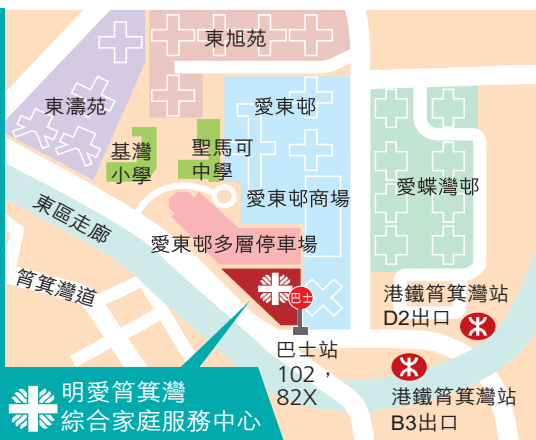 東旭苑
東濤苑
愛東邨
基灣
小學
聖馬可
中學
愛東邨商場
愛蝶灣邨
東區走廊
愛東邨多層停車場
筲箕灣道
巴士
港鐵筲箕灣站
D2出口
巴士站
102，
82X
港鐵筲箕灣站
B3出口
明愛筲箕灣
綜合家庭服務中心